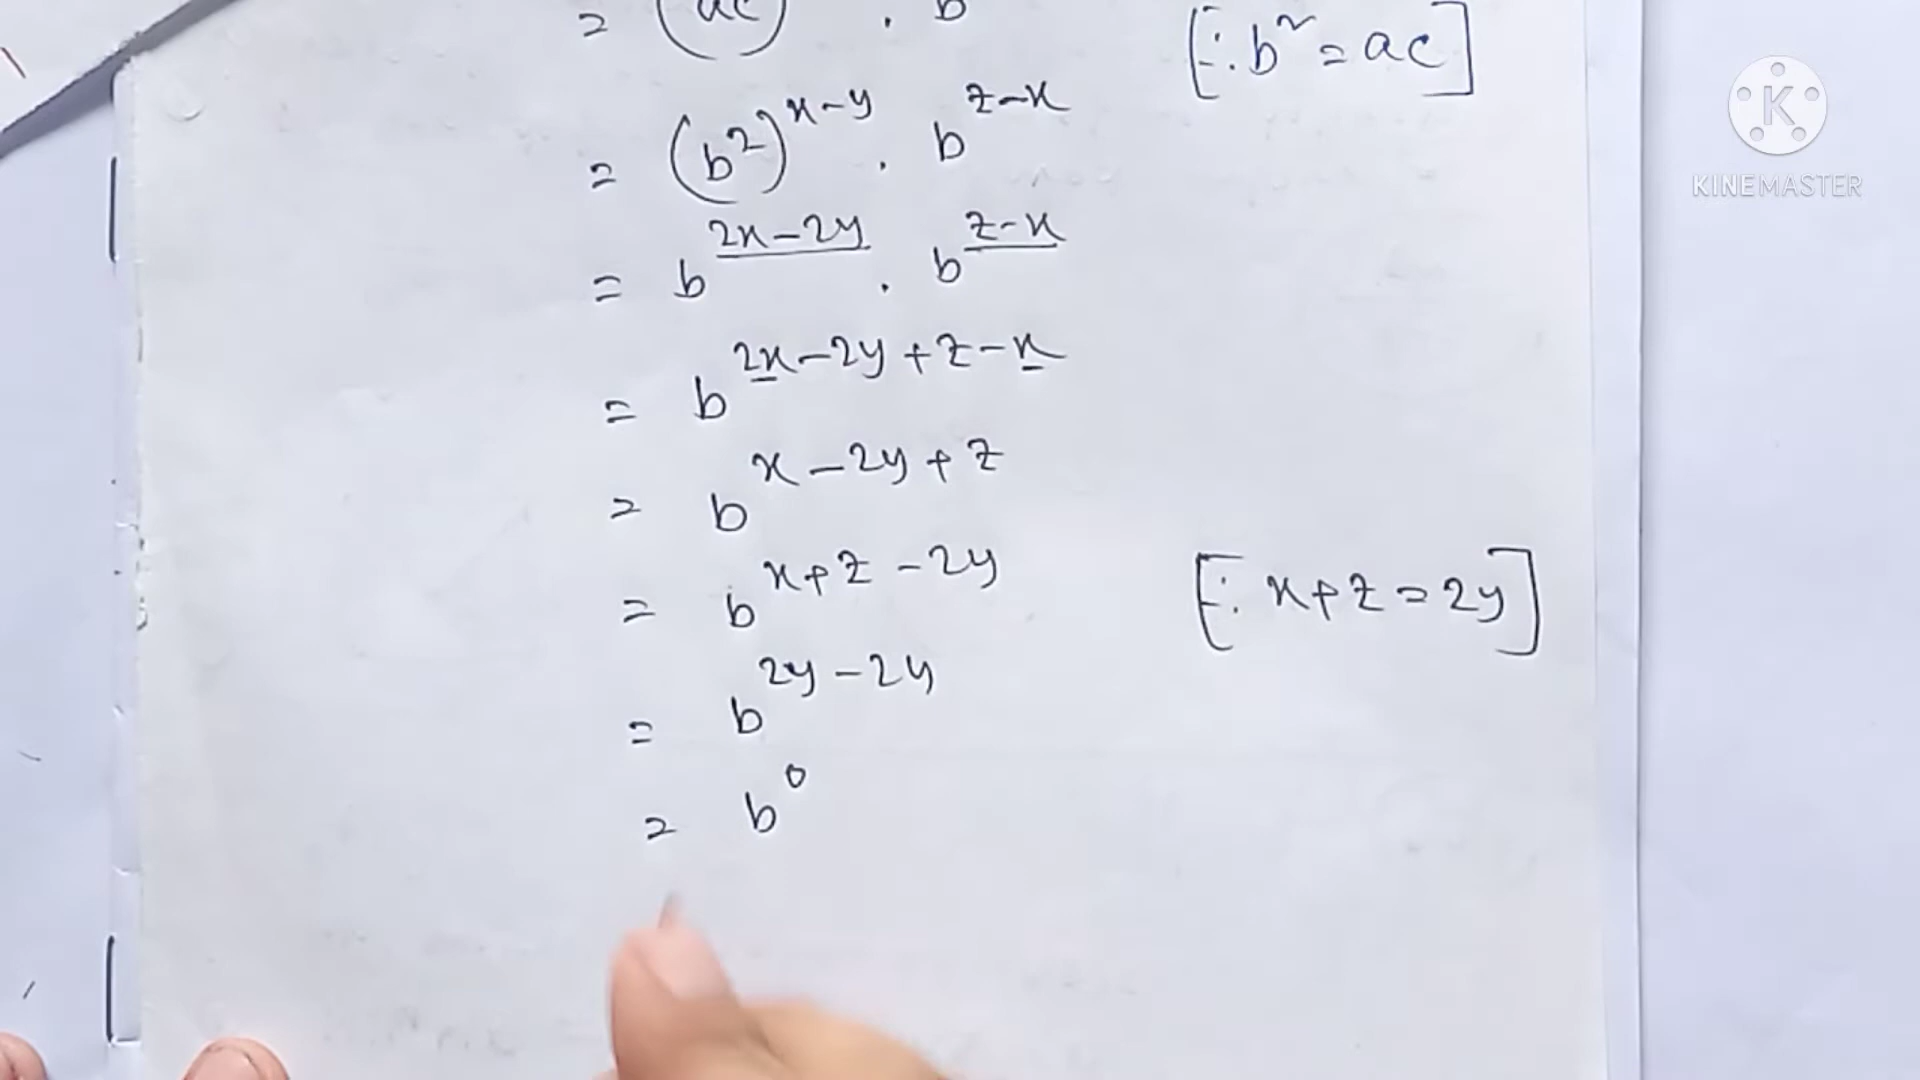 = (ac) . b [∵ b² = ac]
= (b²)^{x-y} . b^{z-x}
= b^{2x-2y} . b^{z-x}
= b^{2x-2y+z-x}
= b^{x-2y+z}
= b^{x+z-2y} [∵ x+z=2y]
= b^{2y-2y}
= b^0
KINEMASTER